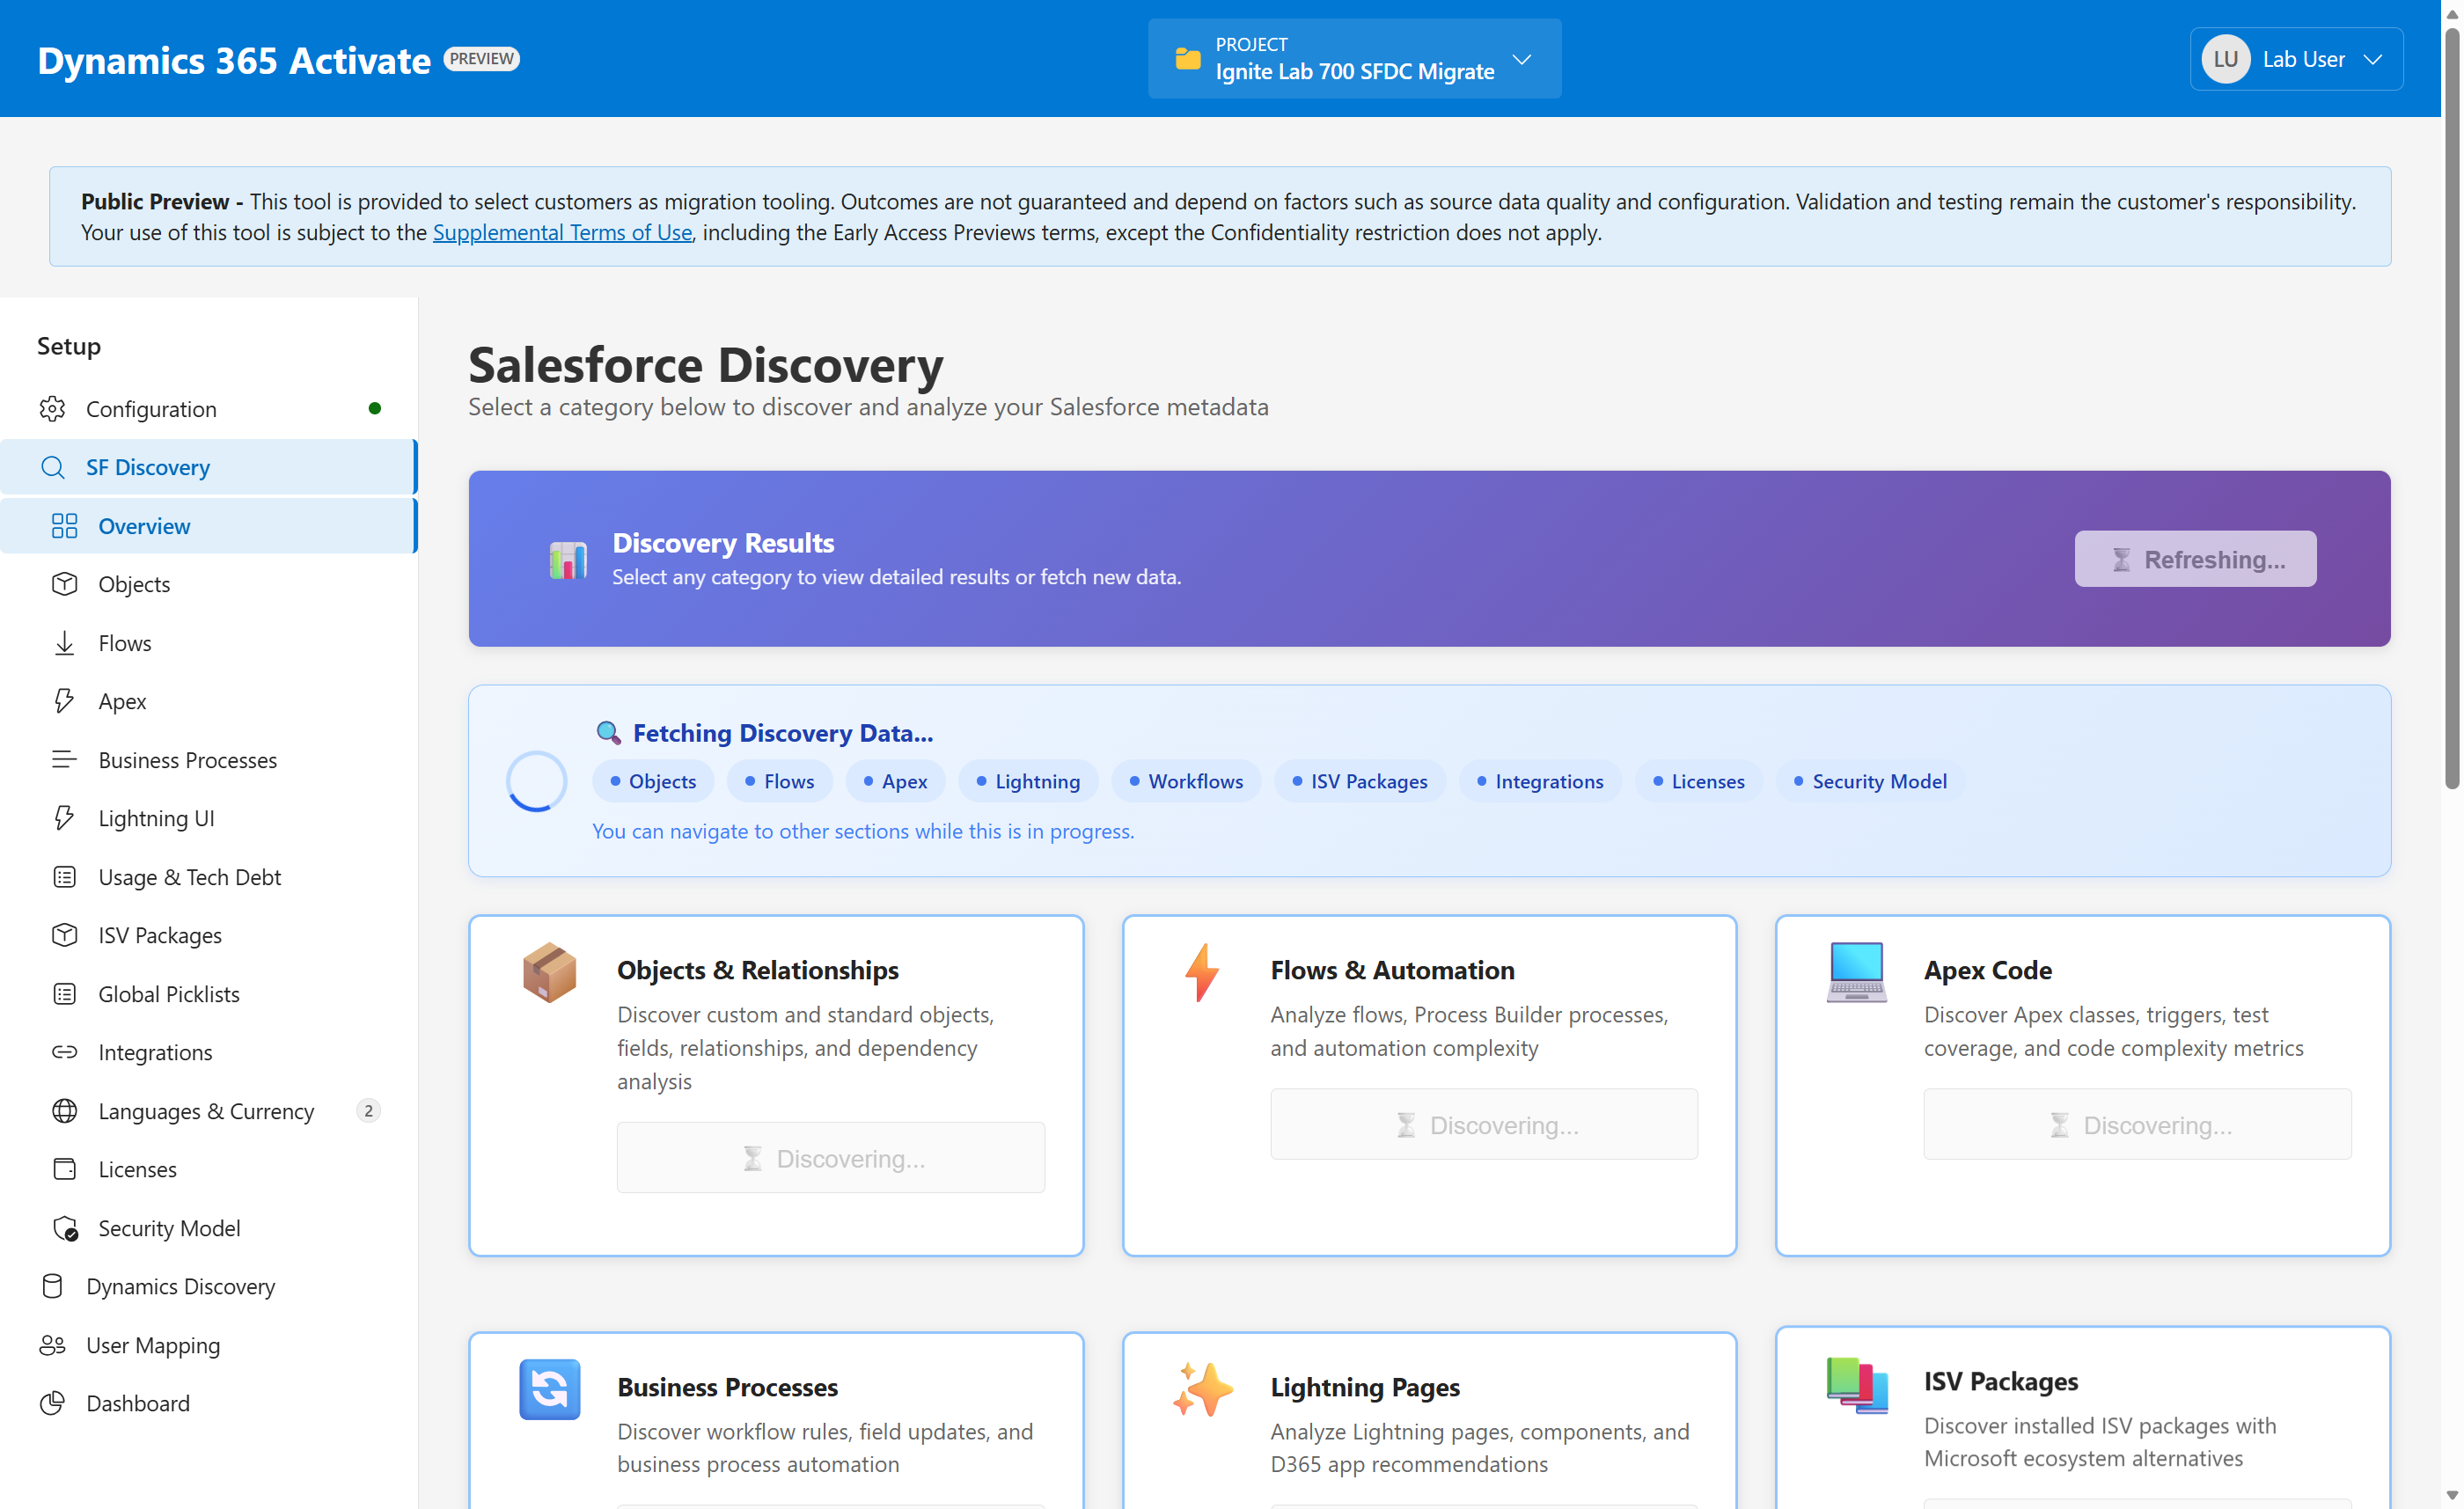 Dynamics 365 Activate PREVIEW
PROJECT
Ignite Lab 700 SFDC Migrate
LU Lab User
Public Preview - This tool is provided to select customers as migration tooling. Outcomes are not guaranteed and depend on factors such as source data quality and configuration. Validation and testing remain the customer's responsibility.
Your use of this tool is subject to the Supplemental Terms of Use, including the Early Access Previews terms, except the Confidentiality restriction does not apply.
Setup
Configuration
SF Discovery
Overview
Objects
Flows
Apex
Business Processes
Lightning UI
Usage & Tech Debt
ISV Packages
Global Picklists
Integrations
Languages & Currency 2
Licenses
Security Model
Dynamics Discovery
User Mapping
Dashboard
Salesforce Discovery
Select a category below to discover and analyze your Salesforce metadata
Discovery Results
Select any category to view detailed results or fetch new data.
Refreshing...
Fetching Discovery Data...
Objects Flows Apex Lightning Workflows ISV Packages Integrations Licenses Security Model
You can navigate to other sections while this is in progress.
Objects & Relationships
Discover custom and standard objects,
fields, relationships, and dependency
analysis
Discovering...
Flows & Automation
Analyze flows, Process Builder processes,
and automation complexity
Discovering...
Apex Code
Discover Apex classes, triggers, test
coverage, and code complexity metrics
Discovering...
Business Processes
Discover workflow rules, field updates, and
business process automation
Lightning Pages
Analyze Lightning pages, components, and
D365 app recommendations
ISV Packages
Discover installed ISV packages with
Microsoft ecosystem alternatives